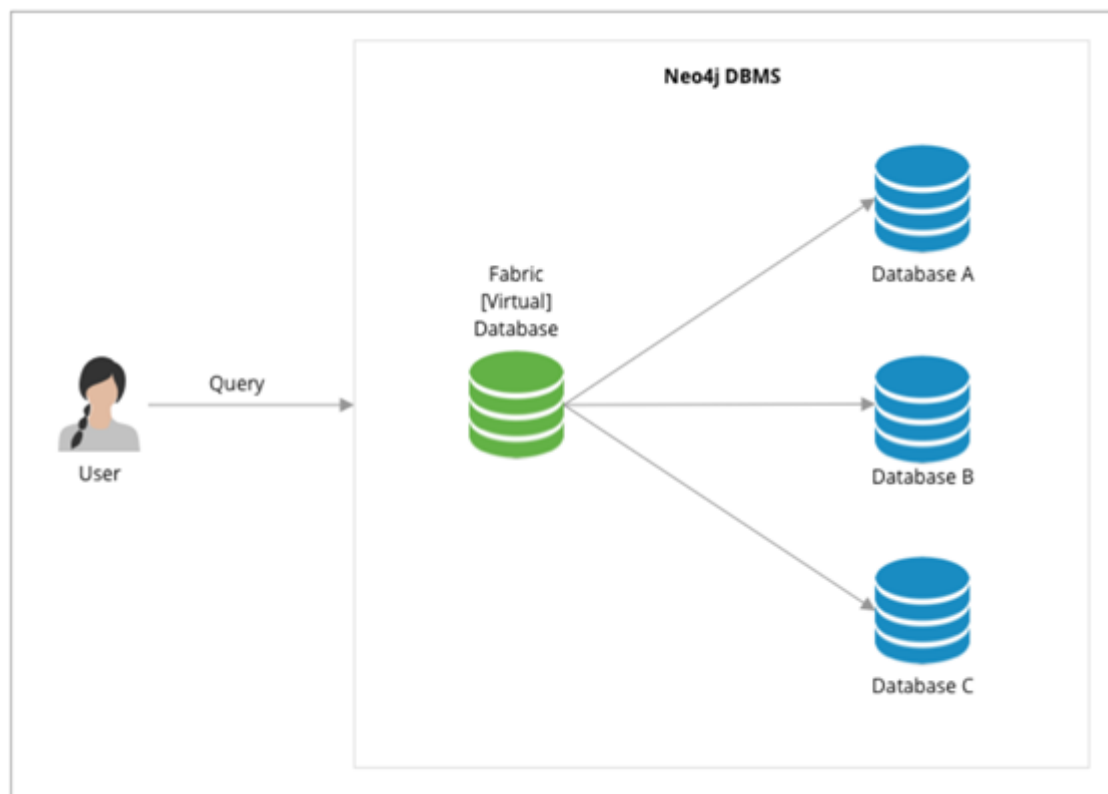 Neo4j DBMS
Database A
Fabric
[Virtual]
Database
Query
User
Database B
Database C